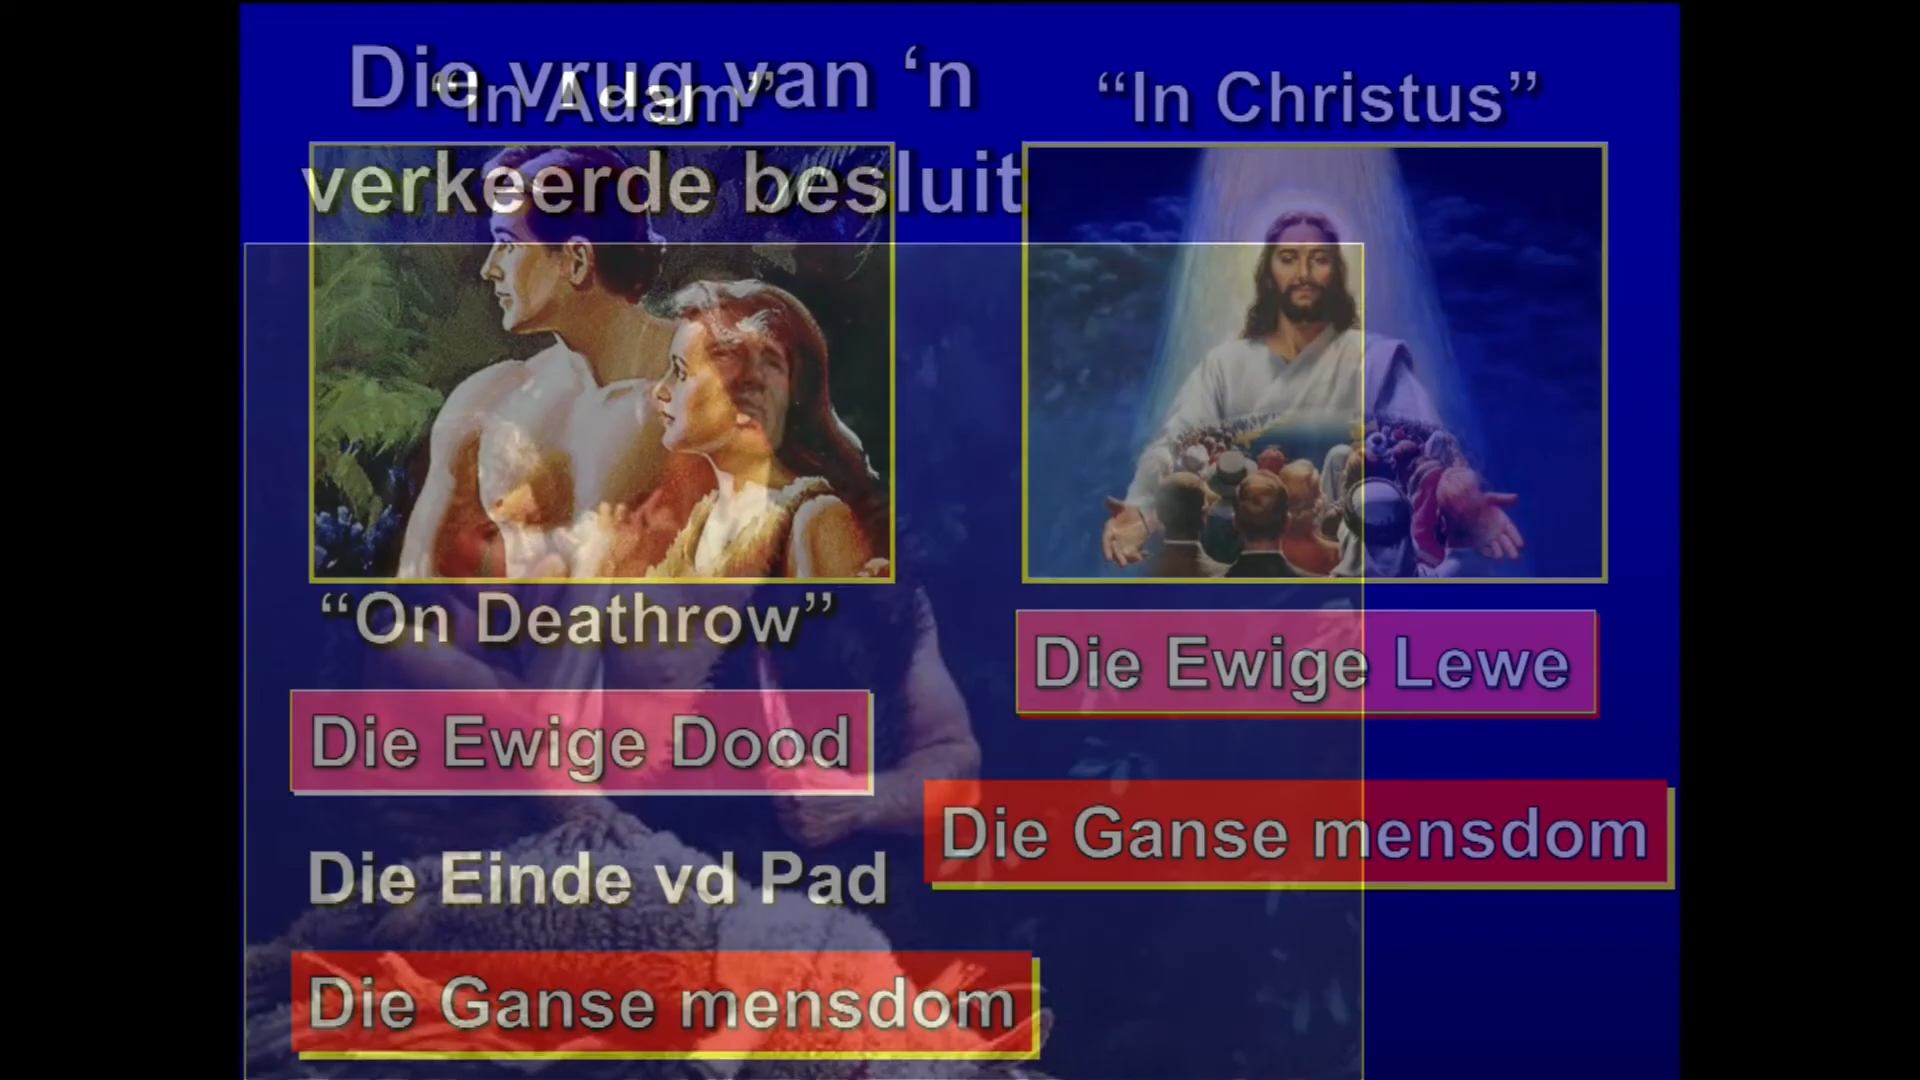 Die vrug van ‘n
verkeerde besluit
“In Adam”
“On Deathrow”
Die Ewige Dood
Die Einde vd Pad
Die Ganse mensdom
“In Christus”
Die Ewige Lewe
Die Ganse mensdom